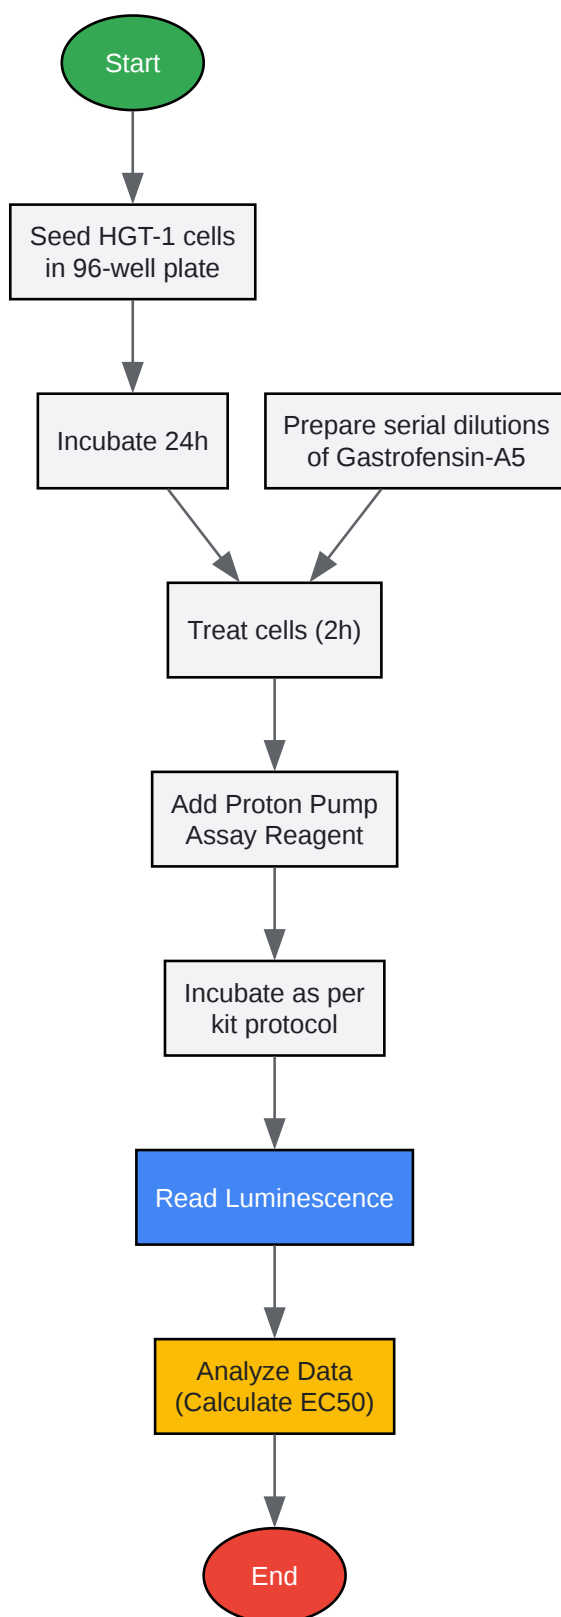 Start
Seed HGT-1 cells
in 96-well plate
Incubate 24h
Prepare serial dilutions
of Gastrofensin-A5
Treat cells (2h)
Add Proton Pump
Assay Reagent
Incubate as per
kit protocol
Read Luminescence
Analyze Data
(Calculate EC50)
End